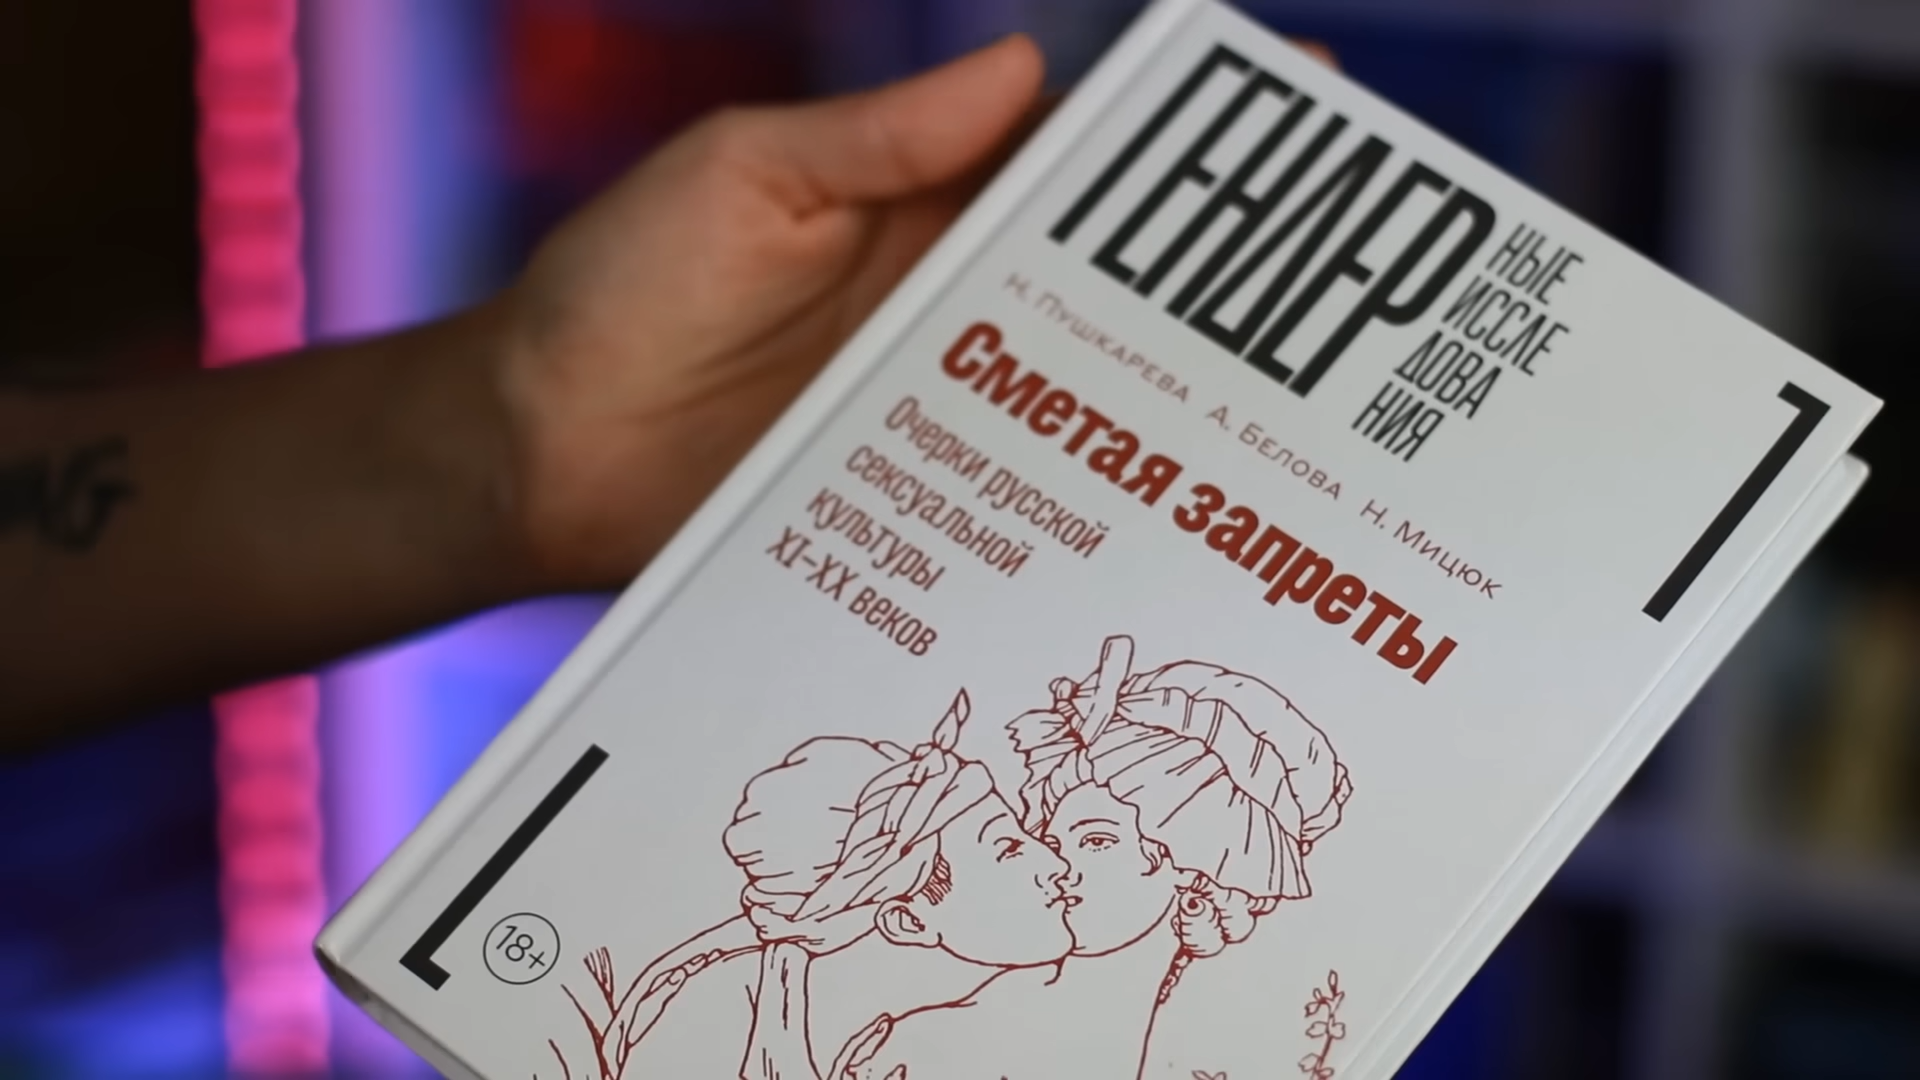 ГЕНДЕР
НЫЕ
ИССЛЕ
ДОВА
НИЯ
Н. ПУШКАРЕВА А. БЕЛОВА Н. МИЦЮК
Сметая запреты
Очерки русской
сексуальной
культуры
XI–XX веков
18+